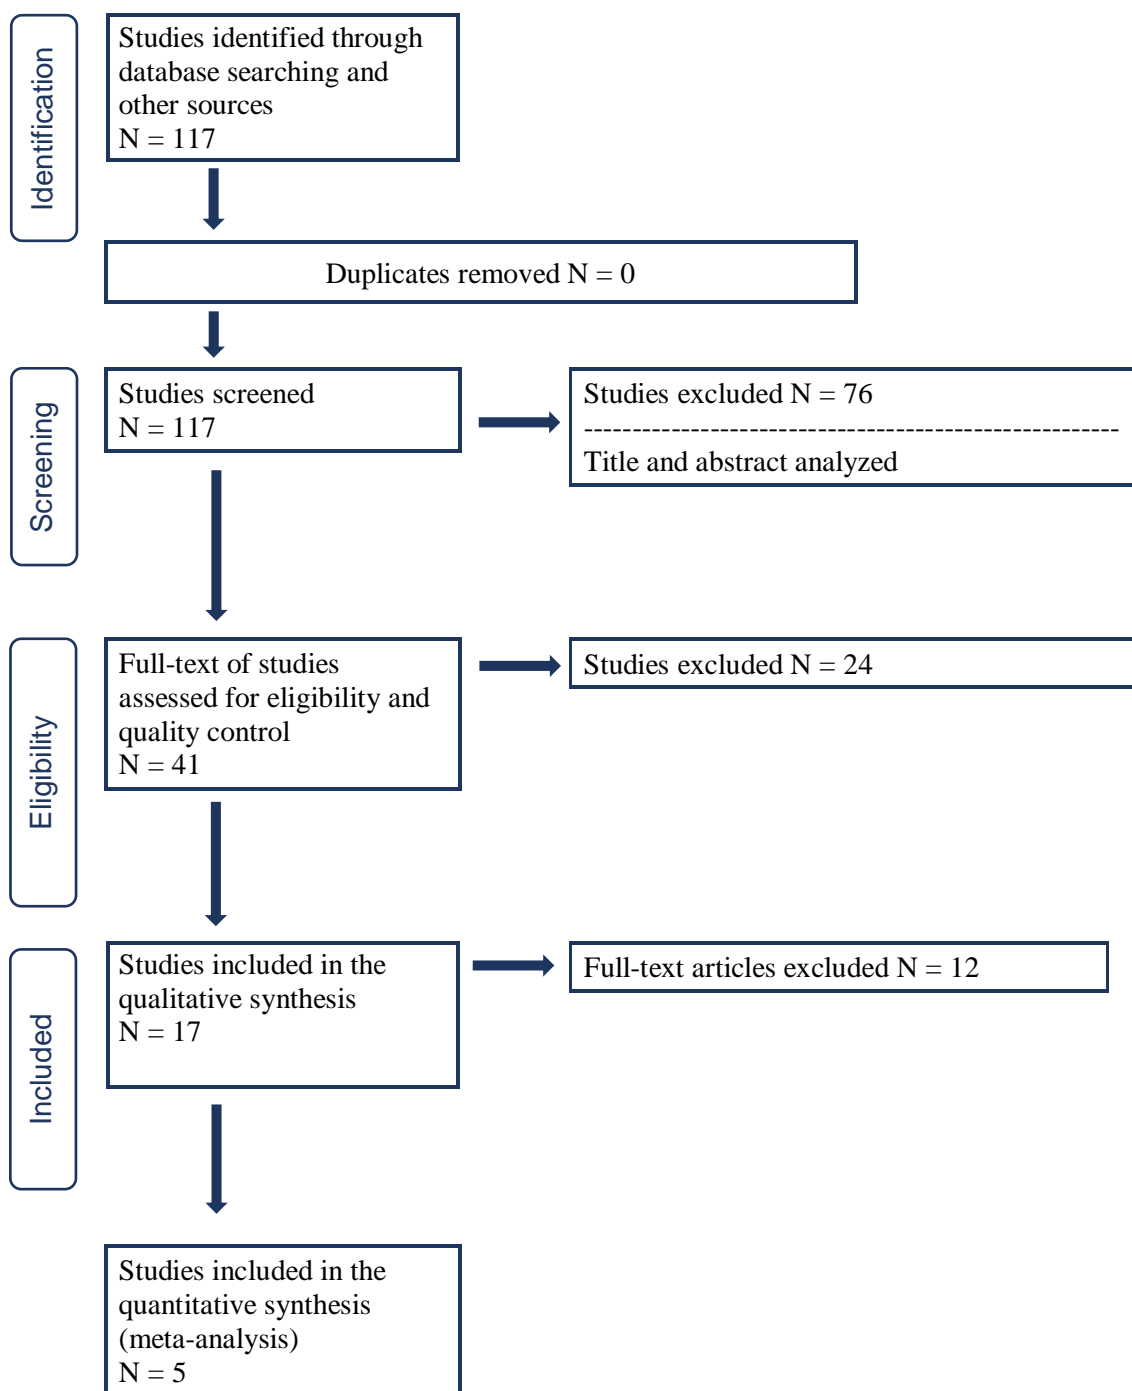 Identification
Studies identified through
database searching and
other sources
N = 117
Duplicates removed N = 0
Screening
Studies screened
N = 117
Studies excluded N = 76
-------------------------------------------------------
Title and abstract analyzed
Eligibility
Full-text of studies
assessed for eligibility and
quality control
N = 41
Studies excluded N = 24
Included
Studies included in the
qualitative synthesis
N = 17
Full-text articles excluded N = 12
Studies included in the
quantitative synthesis
(meta-analysis)
N = 5